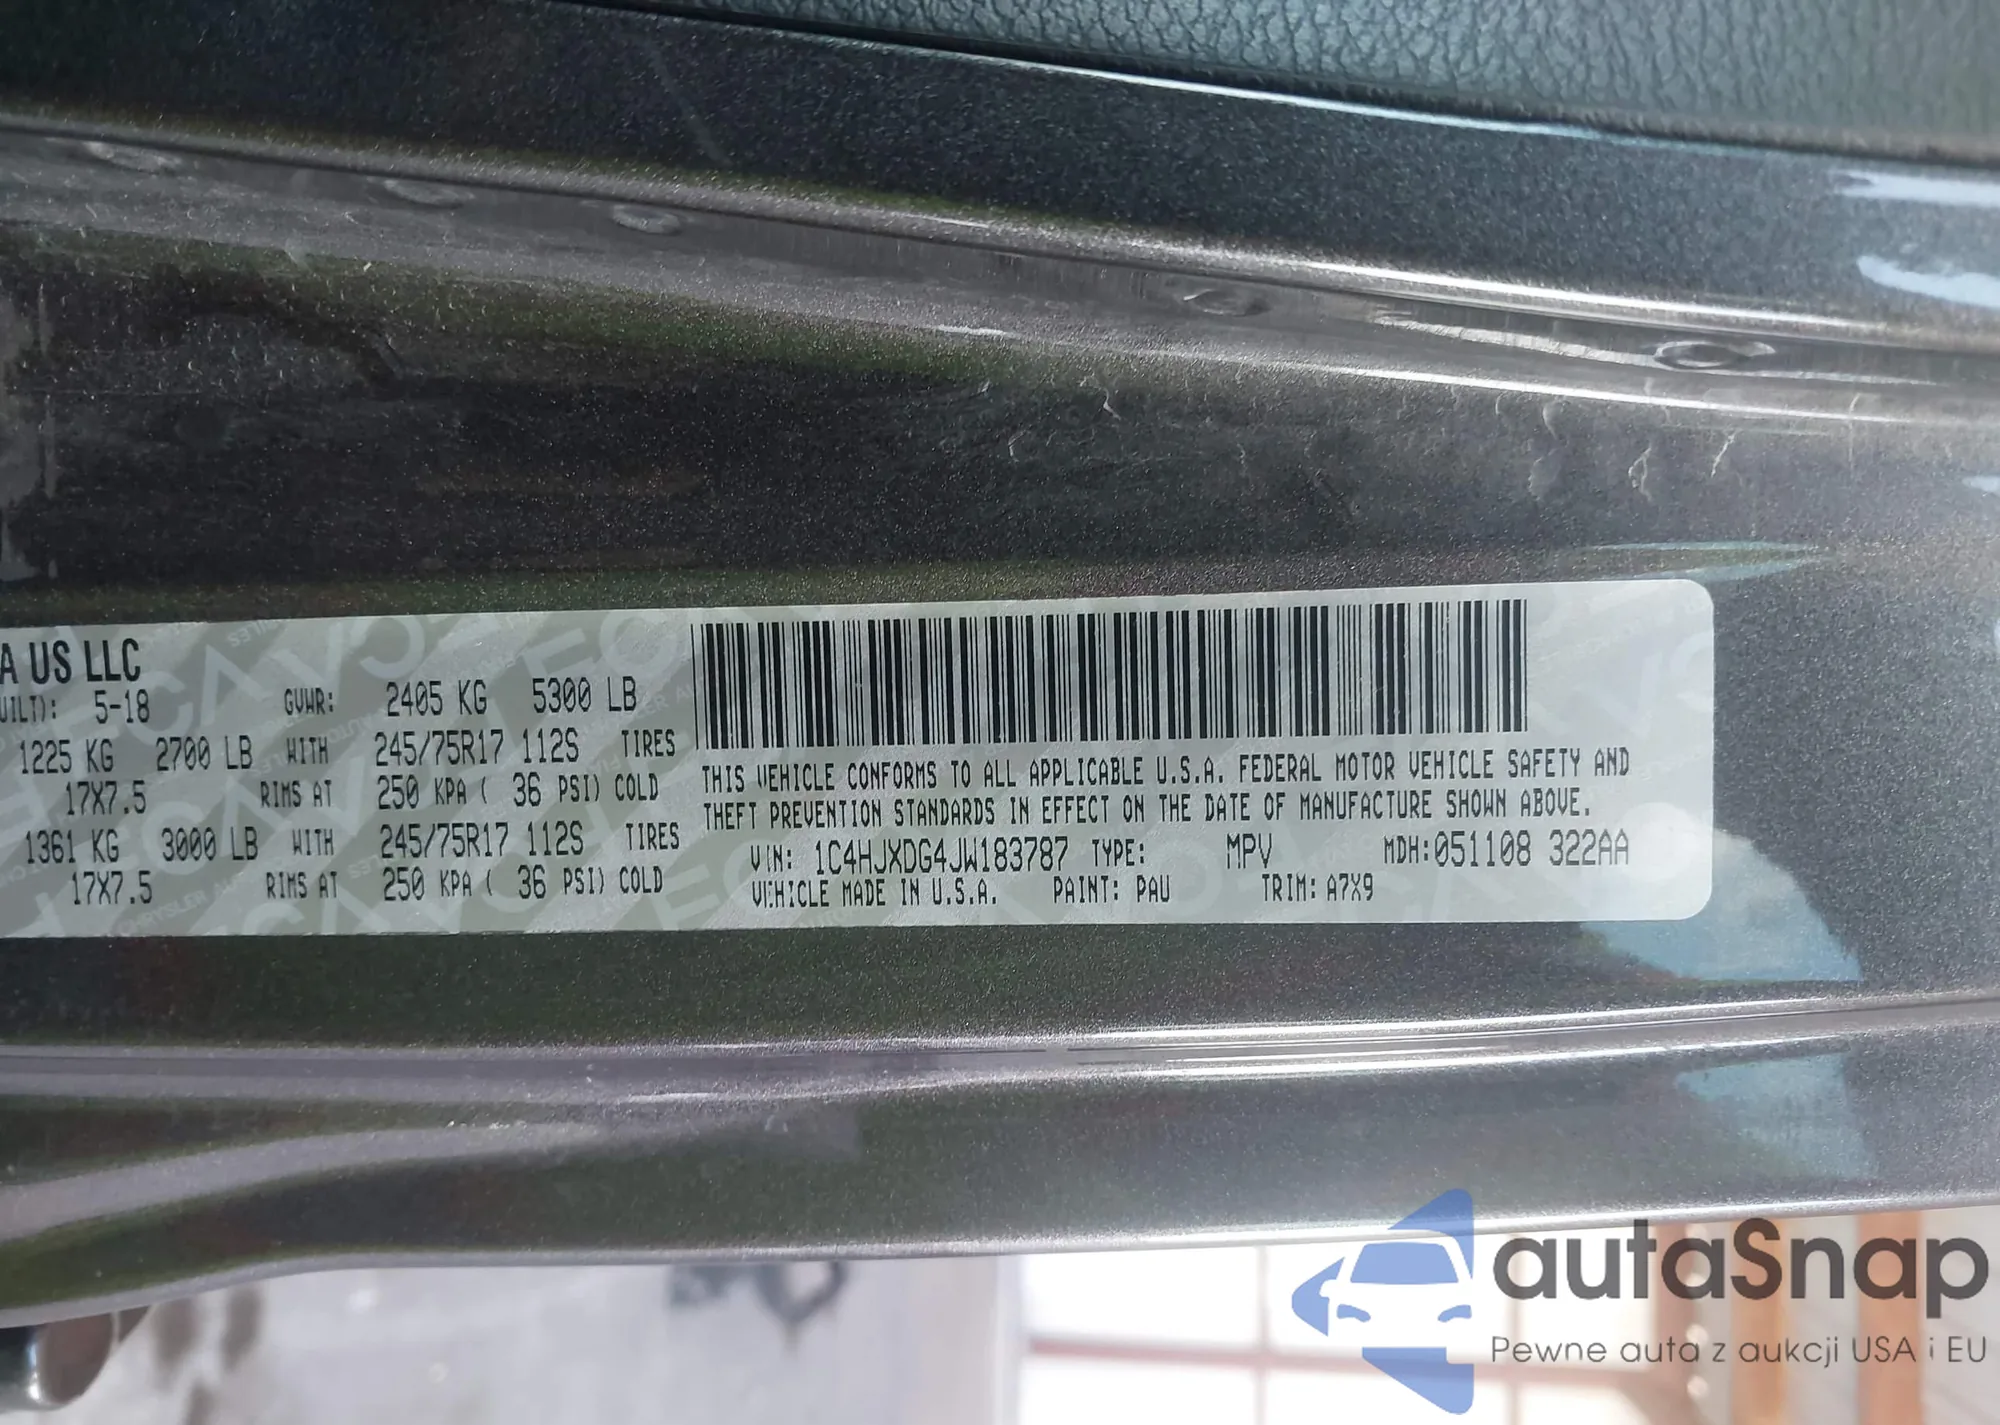 A US LLC
UILT): 5-18 GVWR: 2405 KG 5300 LB
1225 KG 2700 LB WITH 245/75R17 112S TIRES
17X7.5 RIMS AT 250 KPA ( 36 PSI) COLD
1361 KG 3000 LB WITH 245/75R17 112S TIRES
17X7.5 RIMS AT 250 KPA ( 36 PSI) COLD
THIS VEHICLE CONFORMS TO ALL APPLICABLE U.S.A. FEDERAL MOTOR VEHICLE SAFETY AND
THEFT PREVENTION STANDARDS IN EFFECT ON THE DATE OF MANUFACTURE SHOWN ABOVE.
VIN: 1C4HJXDG4JW183787 TYPE: MPV MDH:051108 322AA
VEHICLE MADE IN U.S.A. PAINT: PAU TRIM: A7X9
autaSnap
Pewne auta z aukcji USA i EU